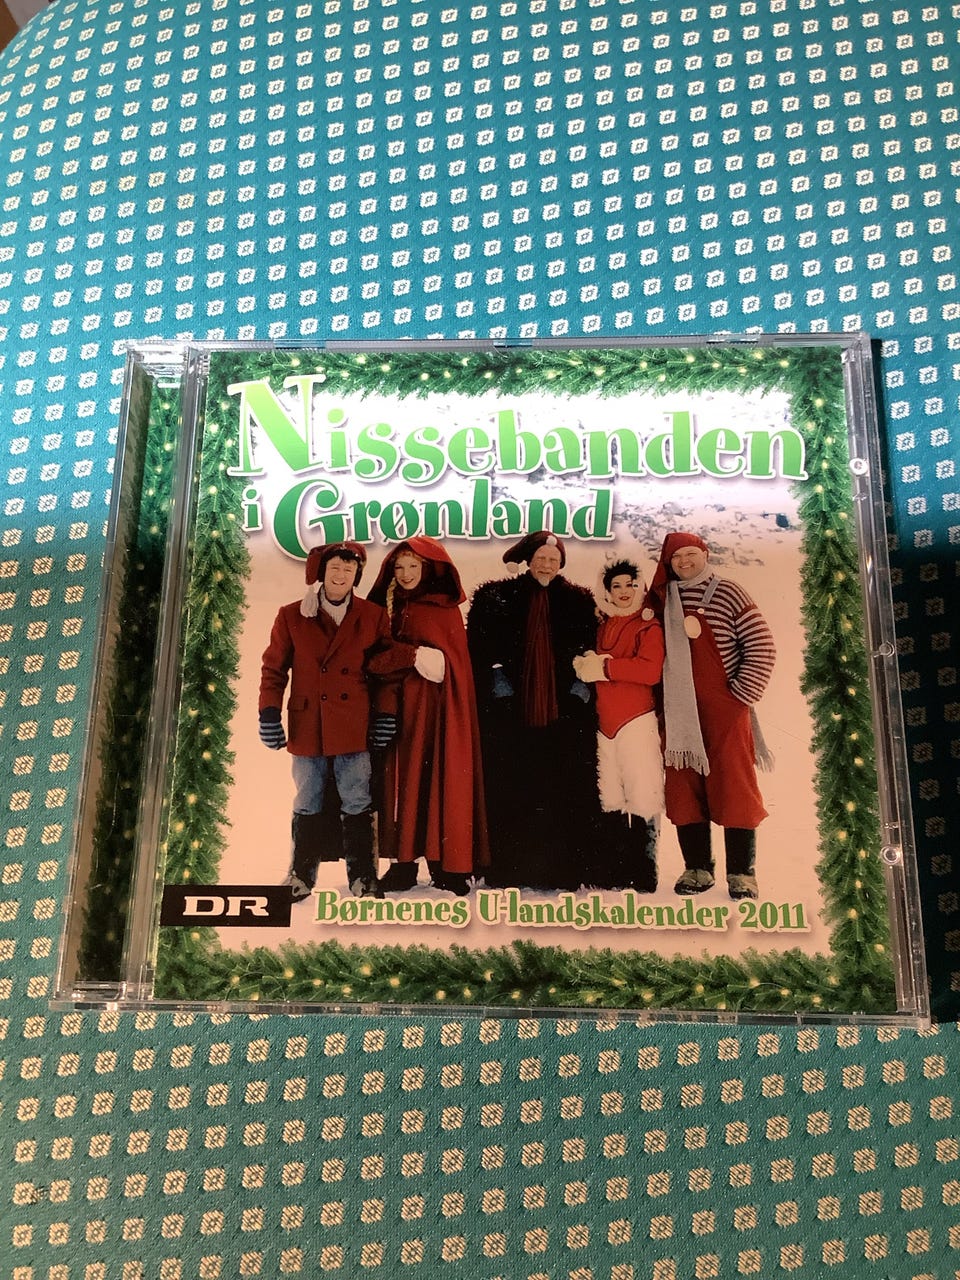 Nissebanden
i Grønland
DR
Børnenes U-landskalender 2011